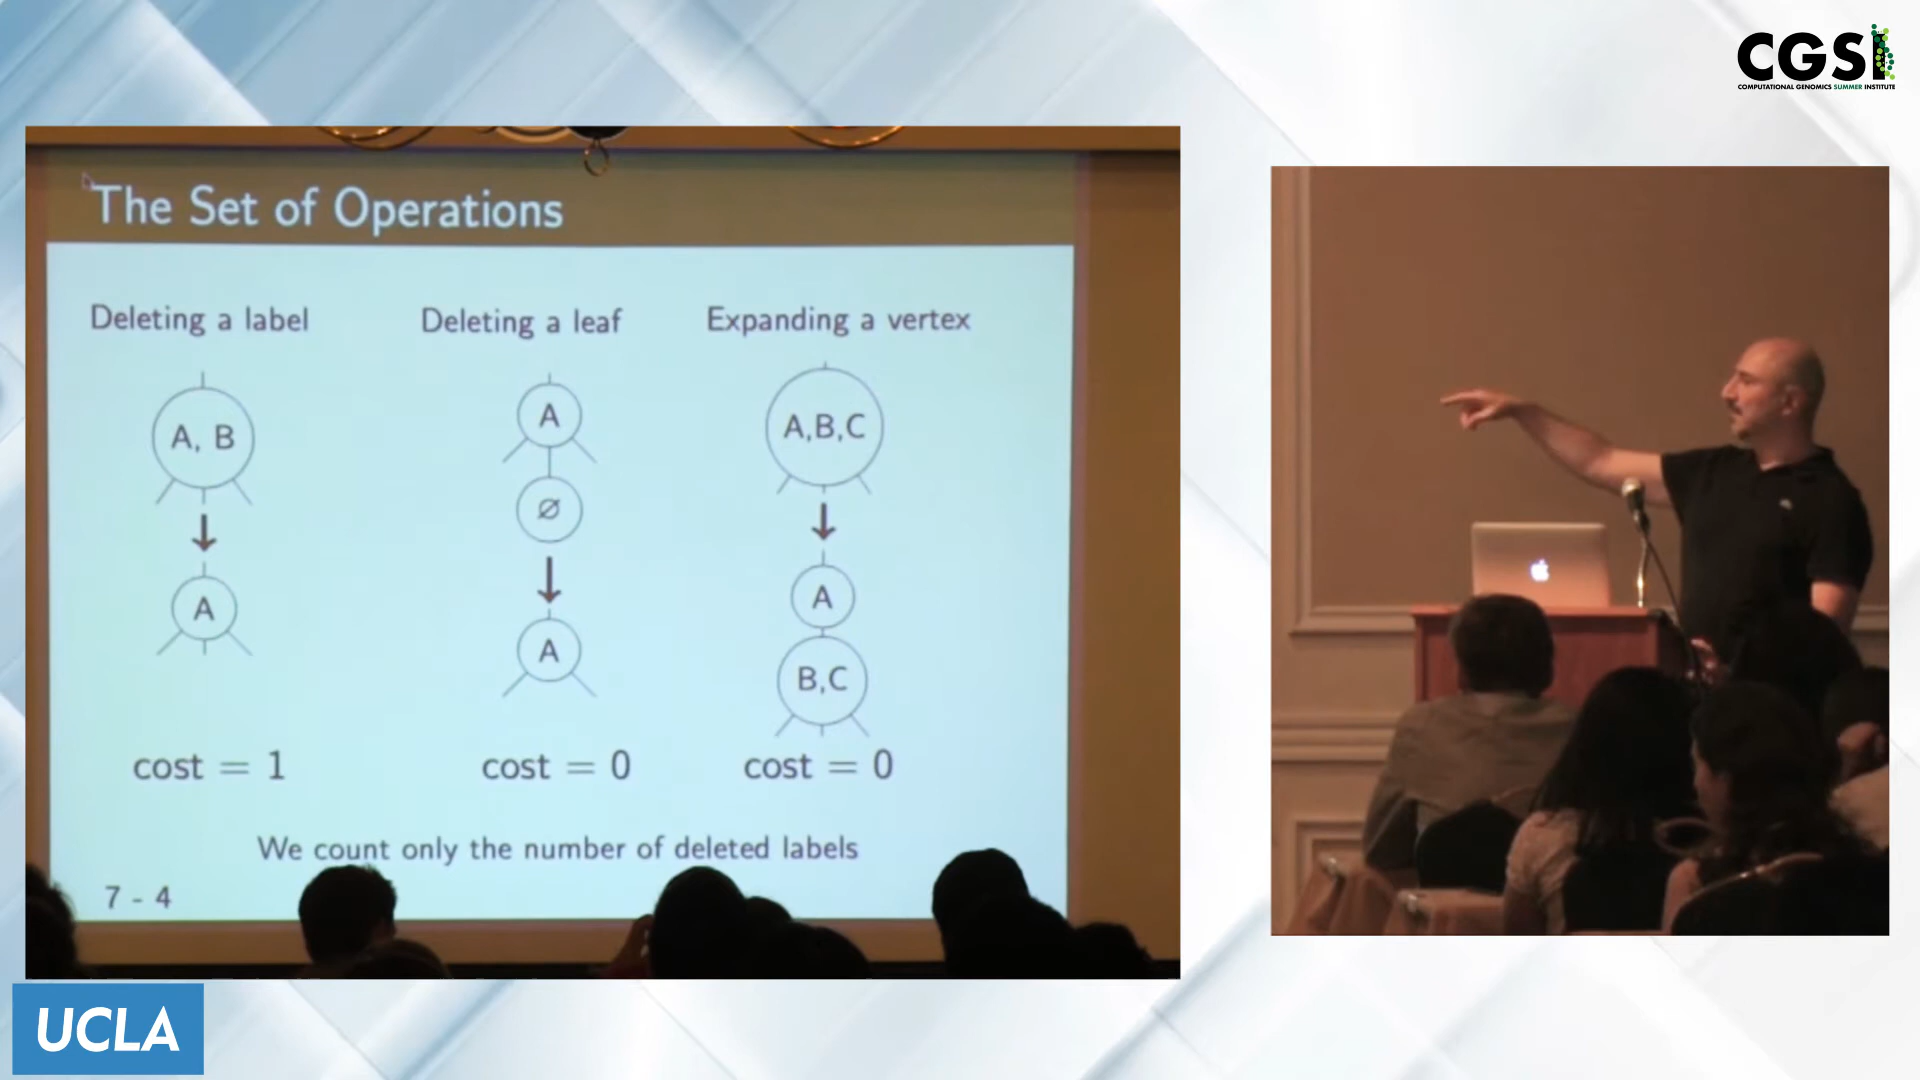 CGSI
COMPUTATIONAL GENOMICS SUMMER INSTITUTE
The Set of Operations
Deleting a label
Deleting a leaf
Expanding a vertex
A, B
A
A
∅
A
A,B,C
A
B,C
cost = 1
cost = 0
cost = 0
We count only the number of deleted labels
7 - 4
UCLA